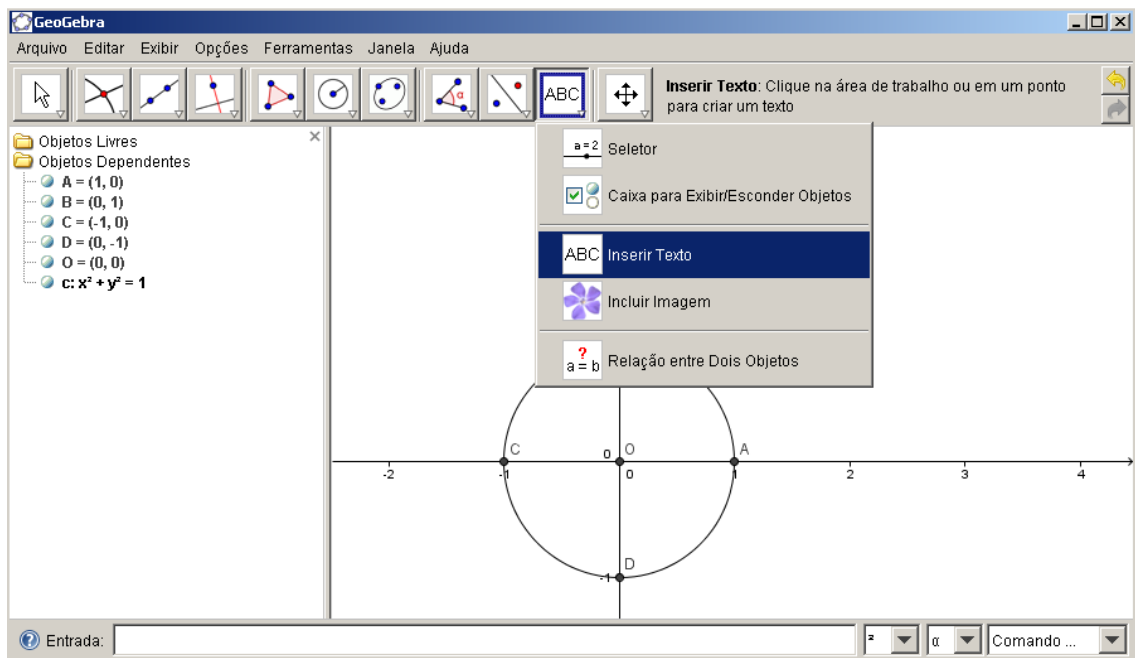 GeoGebra
Arquivo Editar Exibir Opções Ferramentas Janela Ajuda
ABC
Inserir Texto: Clique na área de trabalho ou em um ponto
para criar um texto
Objetos Livres
Objetos Dependentes
A = (1, 0)
B = (0, 1)
C = (-1, 0)
D = (0, -1)
O = (0, 0)
c: x² + y² = 1
a = 2 Seletor
Caixa para Exibir/Esconder Objetos
ABC Inserir Texto
Incluir Imagem
? a = b Relação entre Dois Objetos
C 0 O A
-2 -1 0 1 2 3 4
D
-1
Entrada: ² α Comando ...